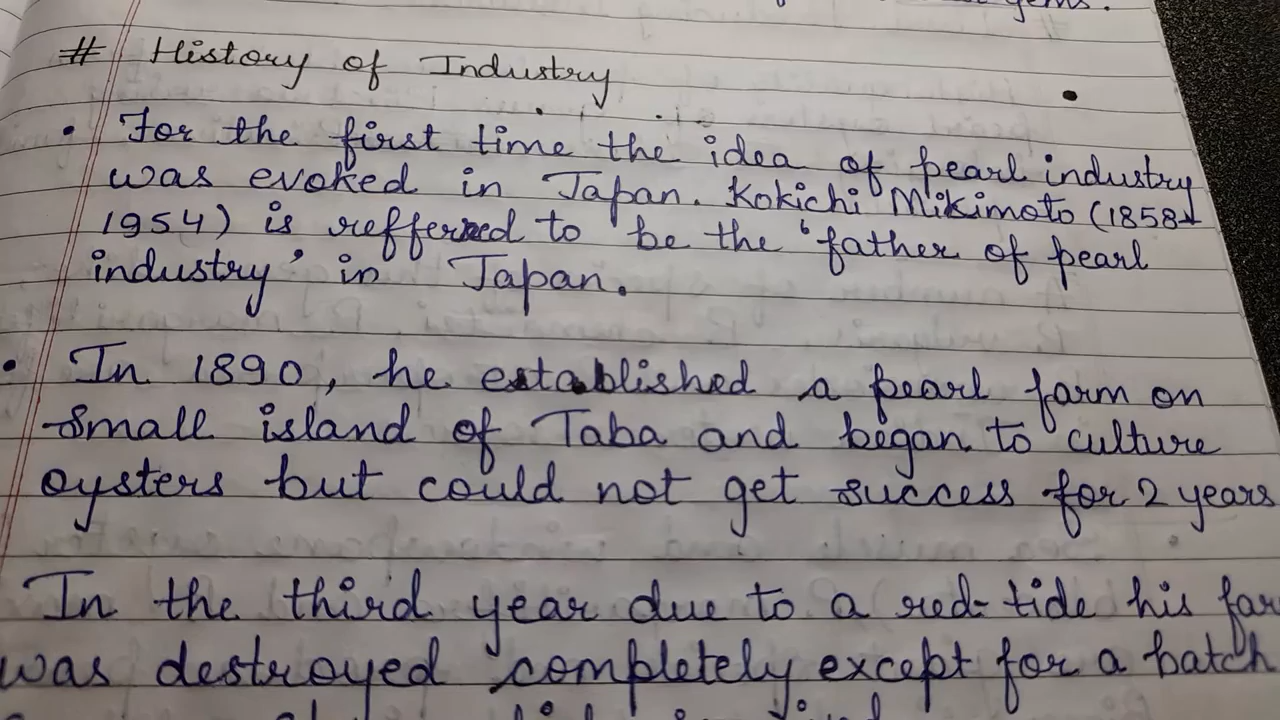 gems.
# History of Industry
• For the first time the idea of pearl industry
was evoked in Japan. Kokichi Mikimoto (1858-
1954) is refferred to be the 'father of pearl
industry' in Japan.
• In 1890, he established a pearl farm on
small island of Taba and began to culture
oysters but could not get success for 2 years
In the third year due to a red-tide his far
was destroyed completely except for a batch